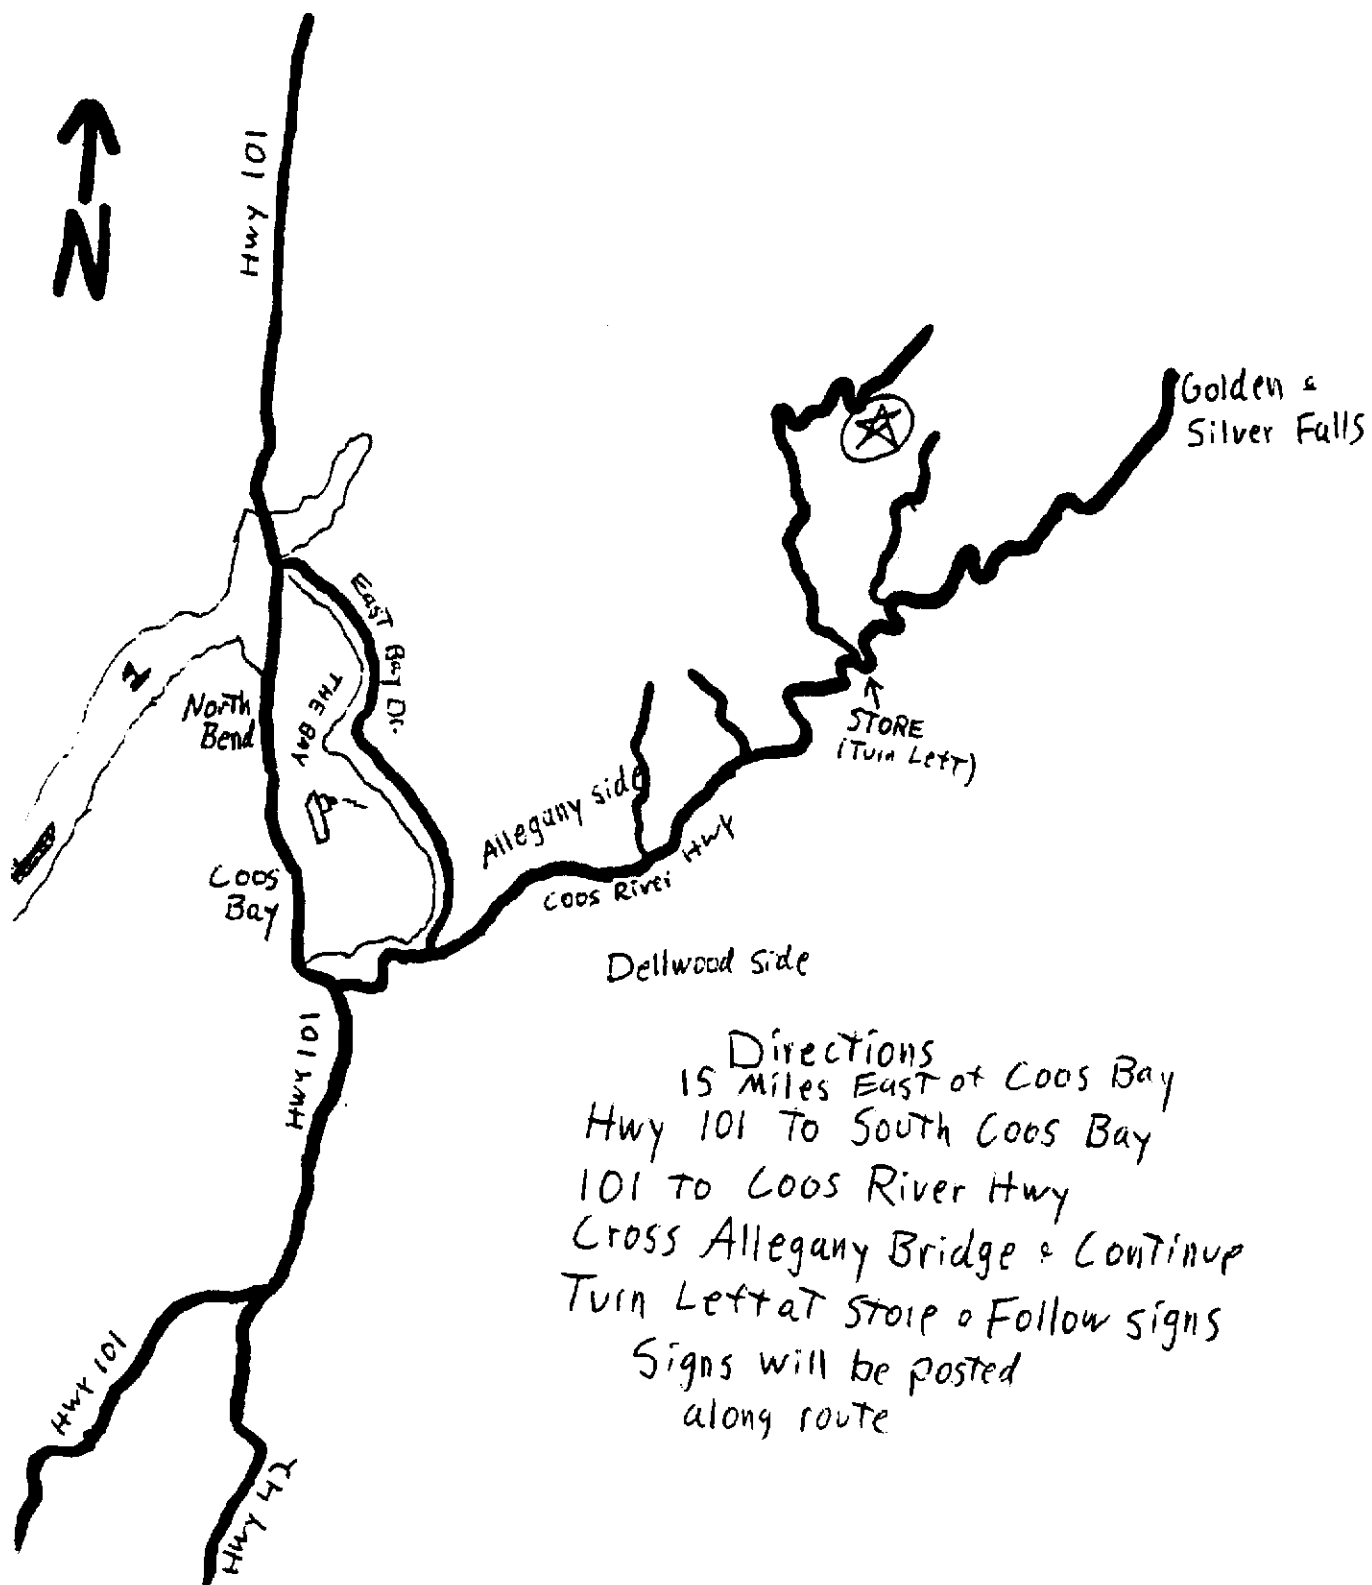 Hwy 101
N
Golden &
Silver Falls
East Bay Dr.
THE BAY
1
North
Bend
STORE
(Turn Left)
Allegany side
Coos River Hwy
Coos
Bay
Dellwood Side
Hwy 101
Directions
15 Miles East of Coos Bay
Hwy 101 To South Coos Bay
101 To Coos River Hwy
Cross Allegany Bridge & Continue
Turn Left at Store & Follow signs
Signs will be posted
along route
Hwy 101
Hwy 42